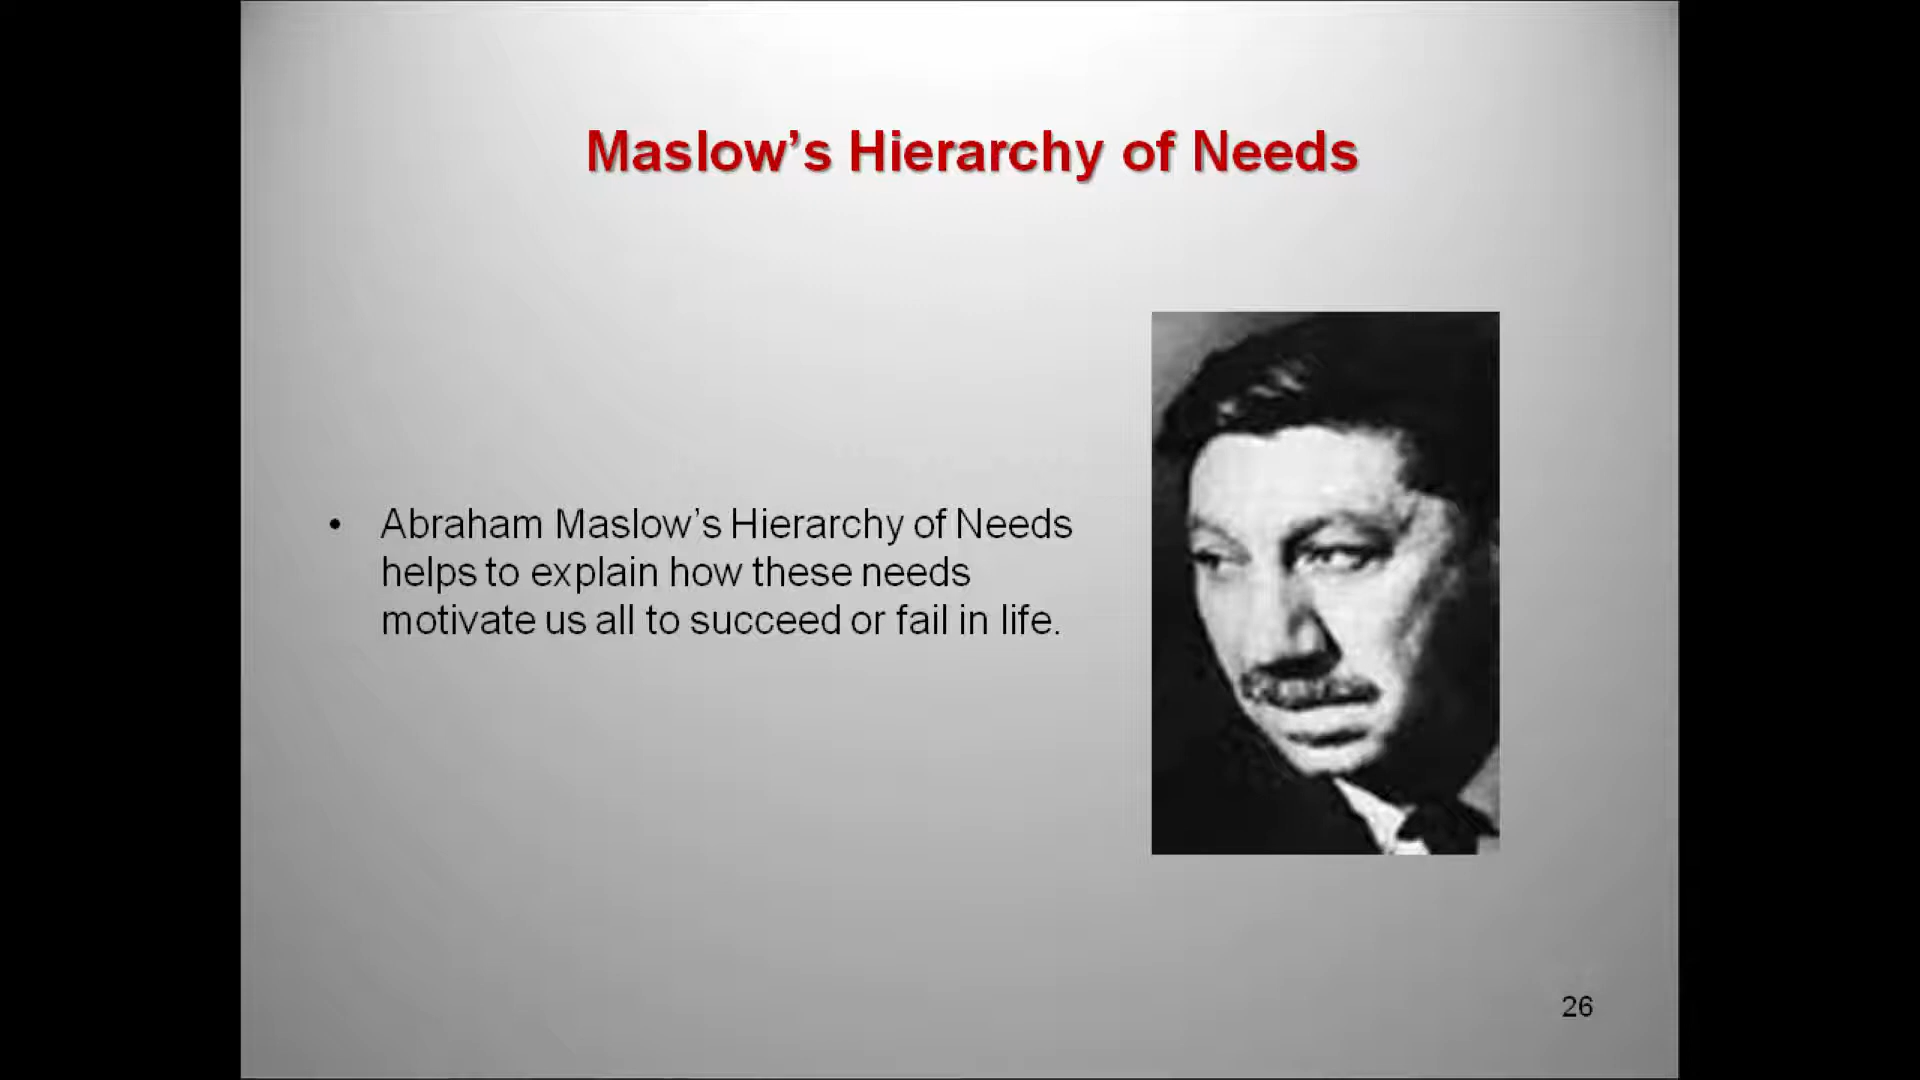 Maslow’s Hierarchy of Needs
• Abraham Maslow’s Hierarchy of Needs
helps to explain how these needs
motivate us all to succeed or fail in life.
26